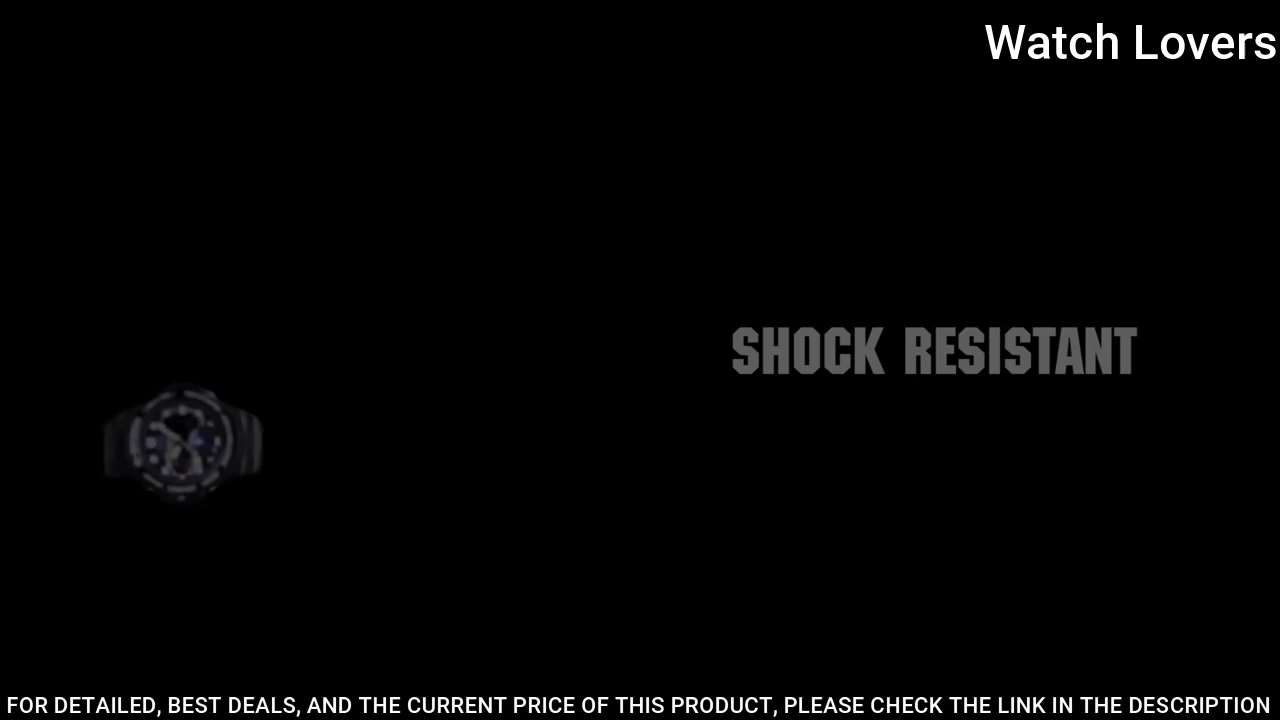 Watch Lovers
SHOCK RESISTANT
FOR DETAILED, BEST DEALS, AND THE CURRENT PRICE OF THIS PRODUCT, PLEASE CHECK THE LINK IN THE DESCRIPTION